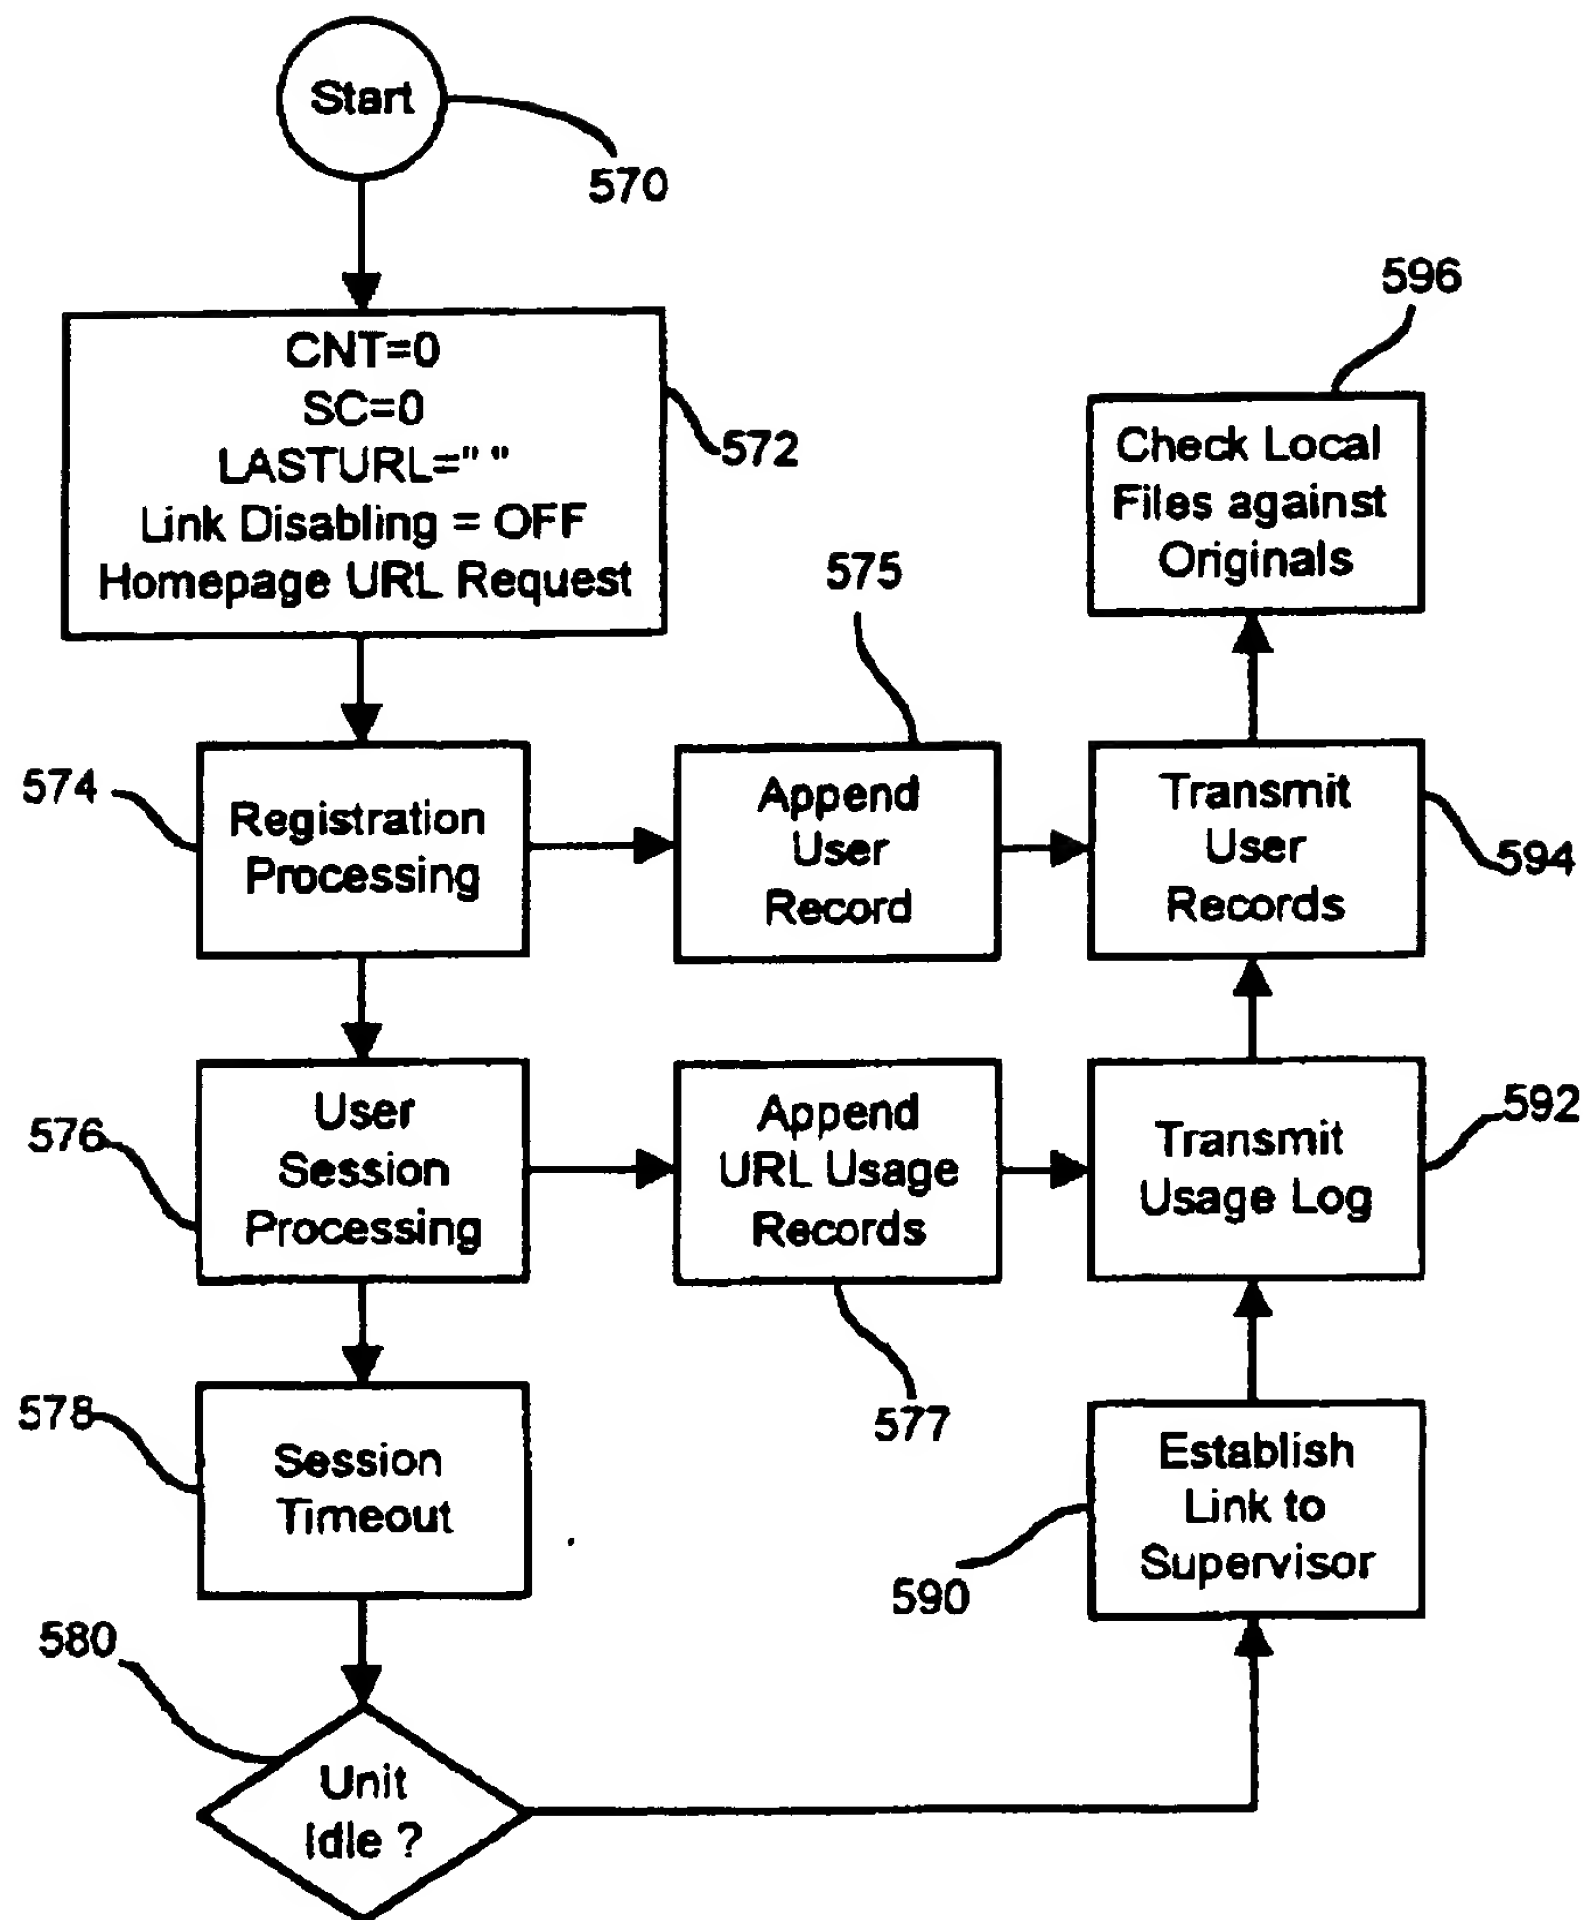 Start
570
CNT=0
SC=0
LASTURL=" "
Link Disabling = OFF
Homepage URL Request
572
596
Check Local
Files against
Originals
575
574
Registration
Processing
Append
User
Record
Transmit
User
Records
594
576
User
Session
Processing
Append
URL Usage
Records
577
Transmit
Usage Log
592
578
Session
Timeout
Establish
Link to
Supervisor
590
580
Unit
Idle ?